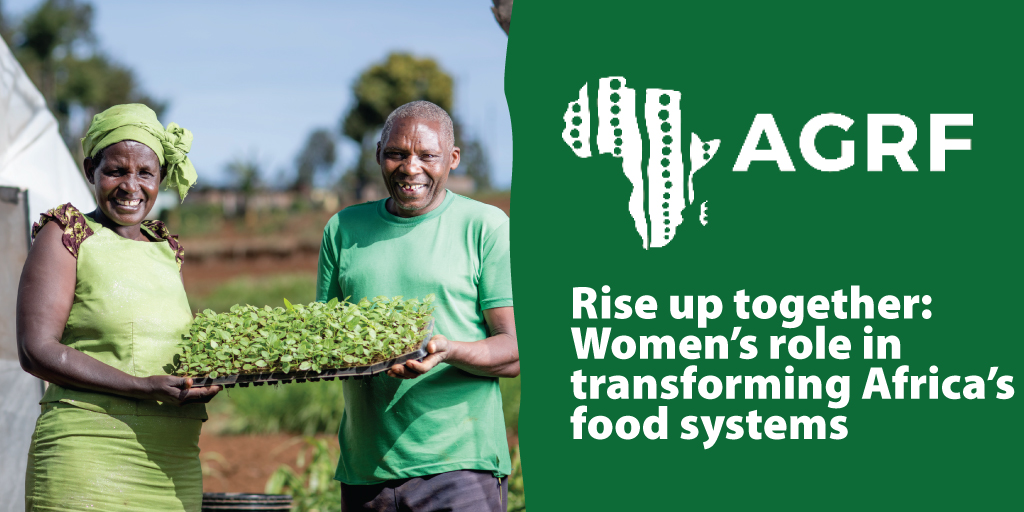 AGRF
Rise up together:
Women’s role in
transforming Africa’s
food systems